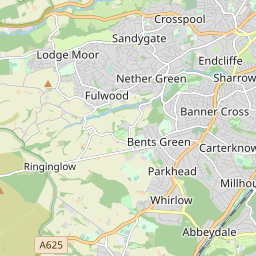 Crosspool
Sandygate
Lodge Moor
Endcliffe
Nether Green
Sharrow
Fulwood
Banner Cross
Bents Green
Carterknow
Ringinglow
Parkhead
Millhou
Whirlow
Abbeydale
A625